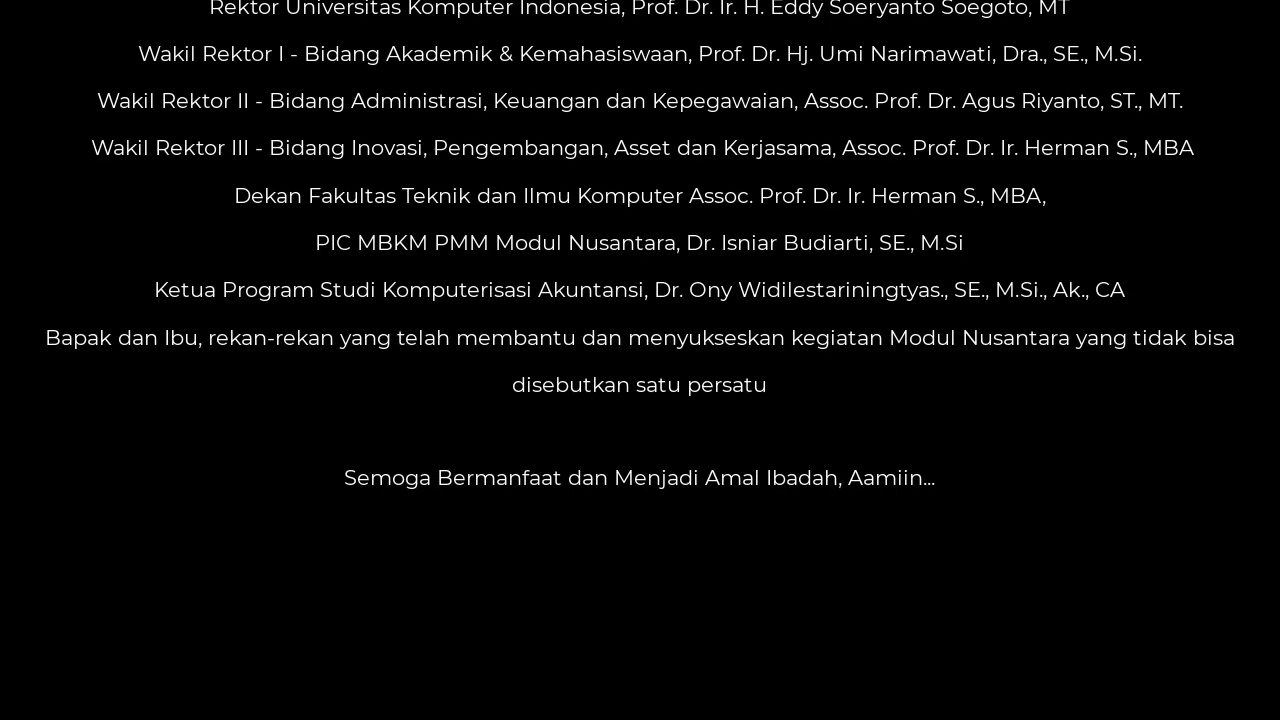 Rektor Universitas Komputer Indonesia, Prof. Dr. Ir. H. Eddy Soeryanto Soegoto, MT
Wakil Rektor I - Bidang Akademik & Kemahasiswaan, Prof. Dr. Hj. Umi Narimawati, Dra., SE., M.Si.
Wakil Rektor II - Bidang Administrasi, Keuangan dan Kepegawaian, Assoc. Prof. Dr. Agus Riyanto, ST., MT.
Wakil Rektor III - Bidang Inovasi, Pengembangan, Asset dan Kerjasama, Assoc. Prof. Dr. Ir. Herman S., MBA
Dekan Fakultas Teknik dan Ilmu Komputer Assoc. Prof. Dr. Ir. Herman S., MBA,
PIC MBKM PMM Modul Nusantara, Dr. Isniar Budiarti, SE., M.Si
Ketua Program Studi Komputerisasi Akuntansi, Dr. Ony Widilestariningtyas., SE., M.Si., Ak., CA
Bapak dan Ibu, rekan-rekan yang telah membantu dan menyukseskan kegiatan Modul Nusantara yang tidak bisa
disebutkan satu persatu
Semoga Bermanfaat dan Menjadi Amal Ibadah, Aamiin...